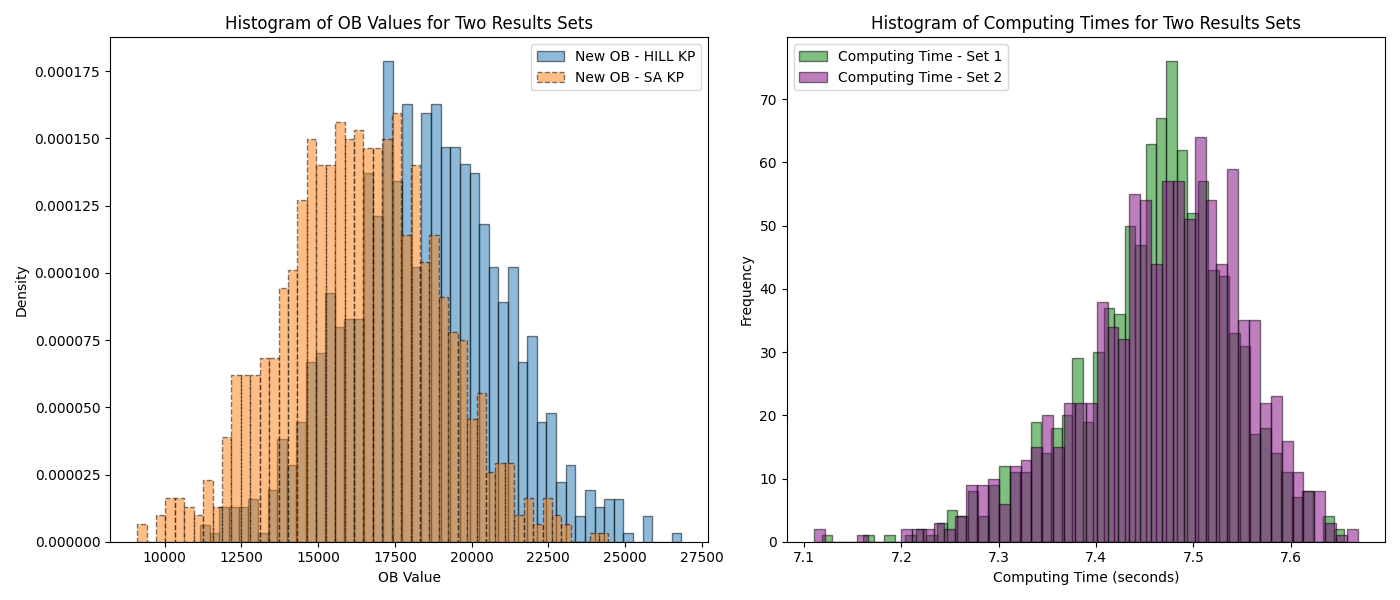 Histogram of OB Values for Two Results Sets
New OB - HILL KP
New OB - SA KP
0.000175
0.000150
0.000125
0.000100
0.000075
0.000050
0.000025
0.000000
Density
10000 12500 15000 17500 20000 22500 25000 27500
OB Value
Histogram of Computing Times for Two Results Sets
Computing Time - Set 1
Computing Time - Set 2
70
60
50
40
30
20
10
0
Frequency
7.1 7.2 7.3 7.4 7.5 7.6
Computing Time (seconds)